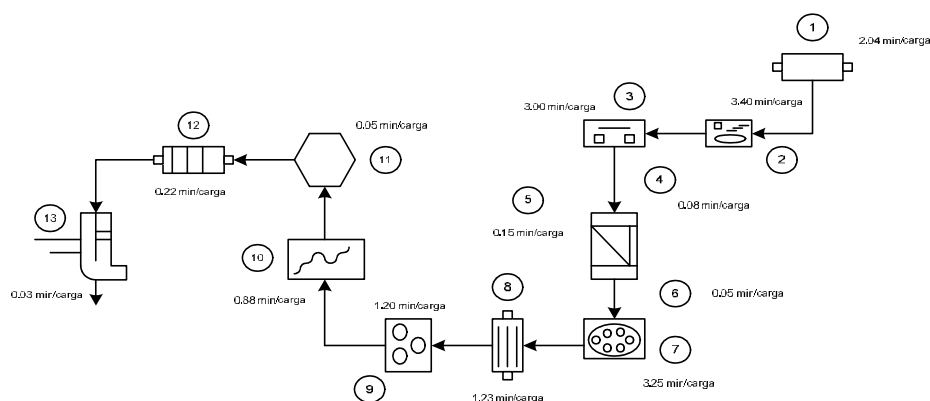 1
2.04 min/carga
3.40 min/carga
2
3.00 min/carga
3
4
0.08 min/carga
5
0.15 min/carga
6
0.05 min/carga
7
3.25 mir/carga
8
1.23 min/carga
1.20 min/carga
9
10
0.88 min/carga
0.05 min/carga
11
12
0.22 min/carga
13
0.03 mir/carga